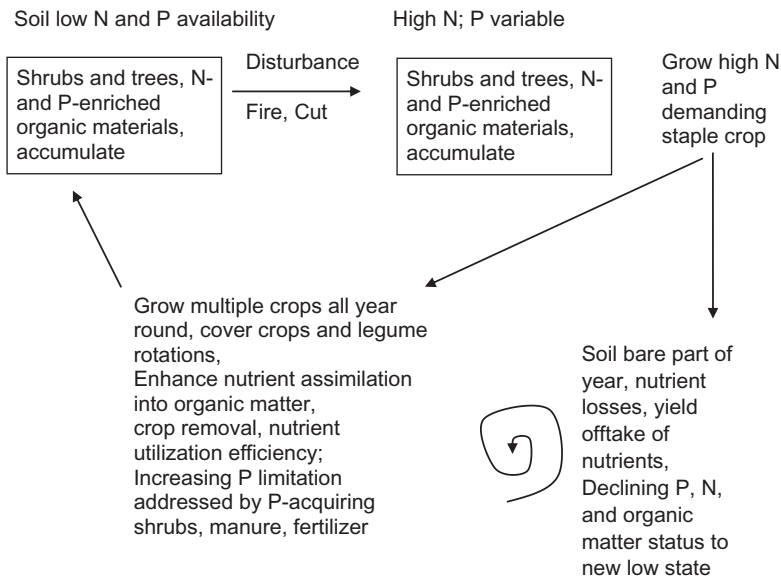 Soil low N and P availability
High N; P variable
Shrubs and trees, N-
and P-enriched
organic materials,
accumulate
Disturbance
Fire, Cut
Shrubs and trees, N-
and P-enriched
organic materials,
accumulate
Grow high N
and P
demanding
staple crop
Grow multiple crops all year
round, cover crops and legume
rotations,
Enhance nutrient assimilation
into organic matter,
crop removal, nutrient
utilization efficiency;
Increasing P limitation
addressed by P-acquiring
shrubs, manure, fertilizer
Soil bare part of
year, nutrient
losses, yield
offtake of
nutrients,
Declining P, N,
and organic
matter status to
new low state